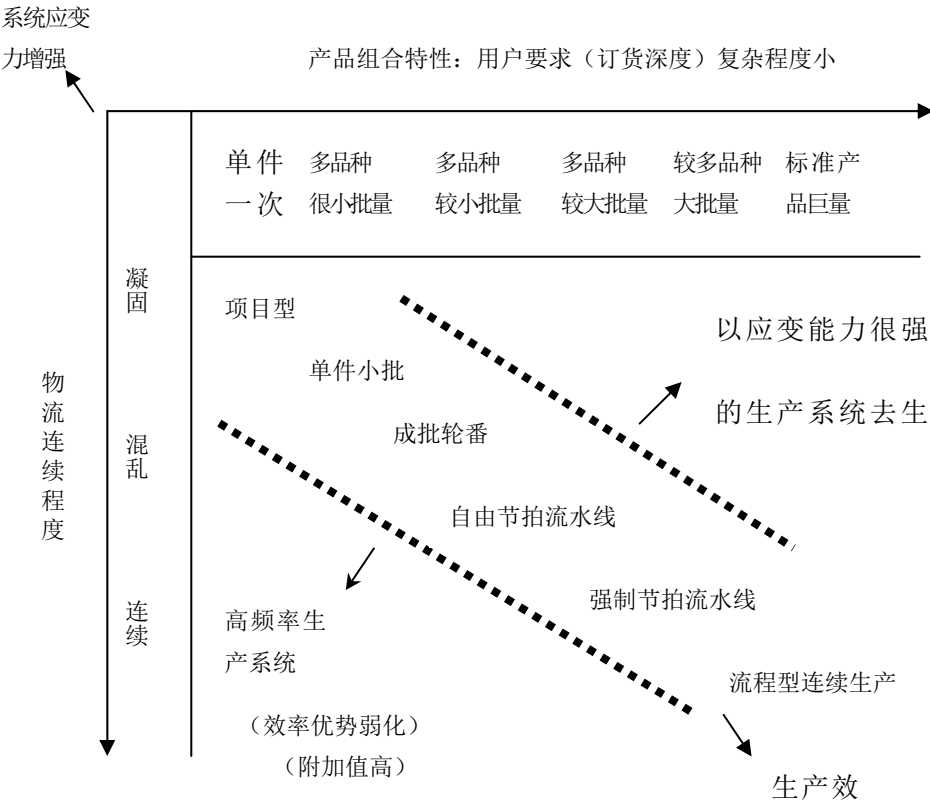 系统应变
力增强
产品组合特性：用户要求（订货深度）复杂程度小
单件 多品种 多品种 多品种 较多品种 标准产
一次 很小批量 较小批量 较大批量 大批量 品巨量
物流连续程度
凝固
混乱
连续
项目型
单件小批
成批轮番
自由节拍流水线
强制节拍流水线
流程型连续生产
以应变能力很强
的生产系统去生
高频率生
产系统
（效率优势弱化）
（附加值高）
生产效